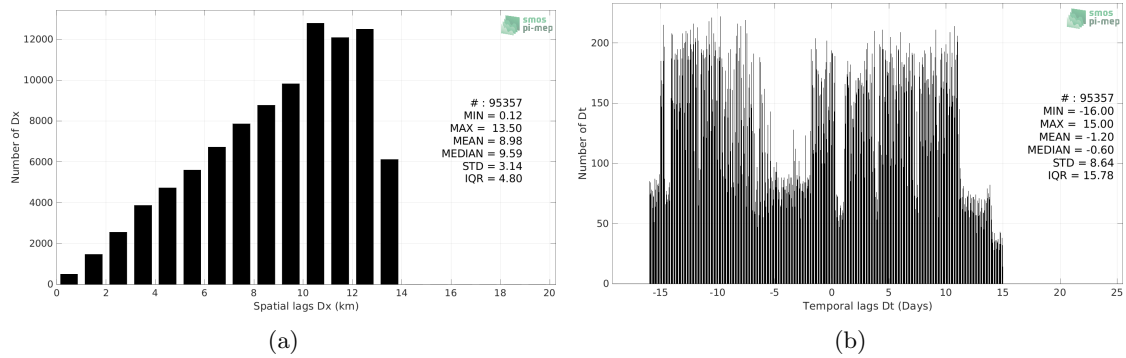 smos
pi-mep
12000
10000
8000
6000
4000
2000
0
Number of Dx
# : 95357
MIN = 0.12
MAX = 13.50
MEAN = 8.98
MEDIAN = 9.59
STD = 3.14
IQR = 4.80
0 2 4 6 8 10 12 14 16 18 20
Spatial lags Dx (km)
(a)
smos
pi-mep
200
150
100
50
0
Number of Dt
# : 95357
MIN = -16.00
MAX = 15.00
MEAN = -1.20
MEDIAN = -0.60
STD = 8.64
IQR = 15.78
-15 -10 -5 0 5 10 15 20 25
Temporal lags Dt (Days)
(b)